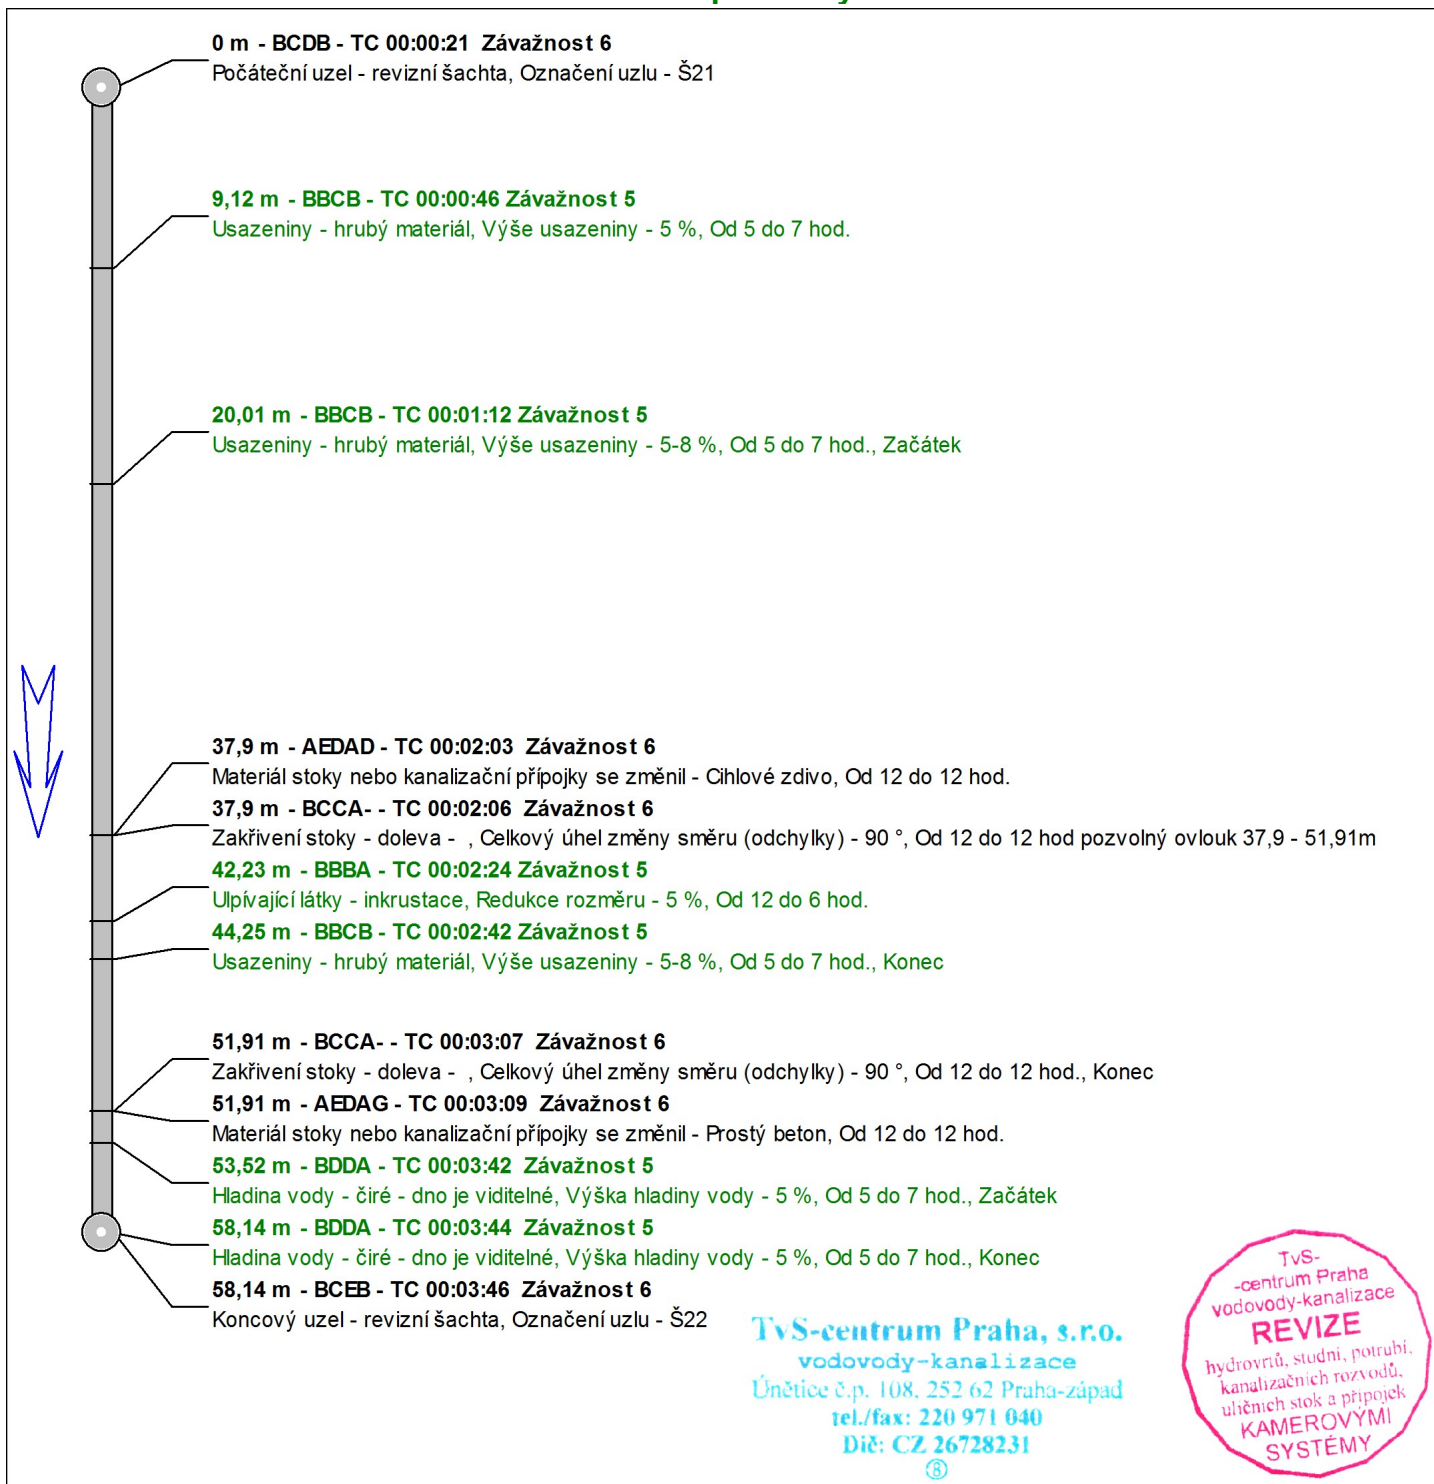 0 m - BCDB - TC 00:00:21 Závažnost 6
Počáteční uzel - revizní šachta, Označení uzlu - Š21
9,12 m - BBCB - TC 00:00:46 Závažnost 5
Usazeniny - hrubý materiál, Výše usazeniny - 5 %, Od 5 do 7 hod.
20,01 m - BBCB - TC 00:01:12 Závažnost 5
Usazeniny - hrubý materiál, Výše usazeniny - 5-8 %, Od 5 do 7 hod., Začátek
37,9 m - AEDAD - TC 00:02:03 Závažnost 6
Materiál stoky nebo kanalizační přípojky se změnil - Cihlové zdivo, Od 12 do 12 hod.
37,9 m - BCCA- - TC 00:02:06 Závažnost 6
Zakřivení stoky - doleva - , Celkový úhel změny směru (odchylky) - 90 °, Od 12 do 12 hod pozvolný ovlouk 37,9 - 51,91m
42,23 m - BBBA - TC 00:02:24 Závažnost 5
Ulpívající látky - inkrustace, Redukce rozměru - 5 %, Od 12 do 6 hod.
44,25 m - BBCB - TC 00:02:42 Závažnost 5
Usazeniny - hrubý materiál, Výše usazeniny - 5-8 %, Od 5 do 7 hod., Konec
51,91 m - BCCA- - TC 00:03:07 Závažnost 6
Zakřivení stoky - doleva - , Celkový úhel změny směru (odchylky) - 90 °, Od 12 do 12 hod., Konec
51,91 m - AEDAG - TC 00:03:09 Závažnost 6
Materiál stoky nebo kanalizační přípojky se změnil - Prostý beton, Od 12 do 12 hod.
53,52 m - BDDA - TC 00:03:42 Závažnost 5
Hladina vody - čiré - dno je viditelné, Výška hladiny vody - 5 %, Od 5 do 7 hod., Začátek
58,14 m - BDDA - TC 00:03:44 Závažnost 5
Hladina vody - čiré - dno je viditelné, Výška hladiny vody - 5 %, Od 5 do 7 hod., Konec
58,14 m - BCEB - TC 00:03:46 Závažnost 6
Koncový uzel - revizní šachta, Označení uzlu - Š22
TvS-centrum Praha, s.r.o.
vodovody-kanalizace
Únětice č.p. 108, 252 62 Praha-západ
tel./fax: 220 971 040
Dič: CZ 26728231
⑧
TvS-
-centrum Praha
vodovody-kanalizace
REVIZE
hydrovrtů, studní, potrubí,
kanalizačních rozvodů,
uličních stok a přípojek
KAMEROVÝMI
SYSTÉMY